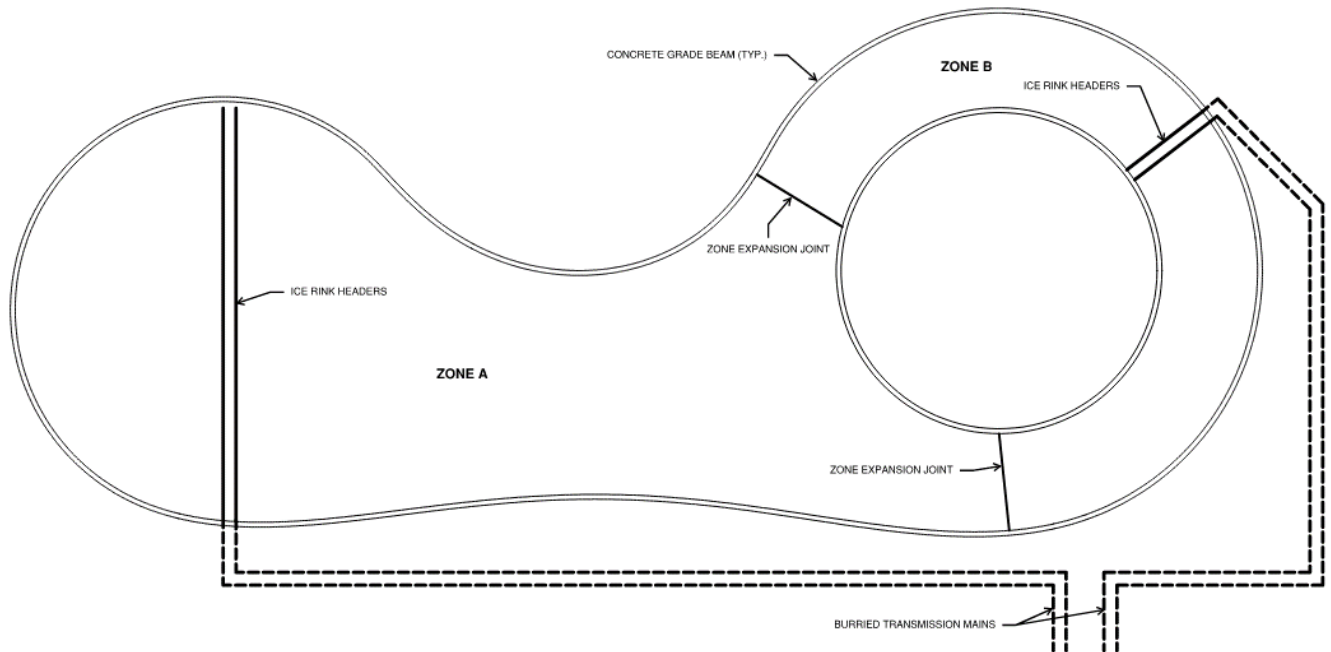 CONCRETE GRADE BEAM (TYP.)
ZONE B
ICE RINK HEADERS
ZONE EXPANSION JOINT
ICE RINK HEADERS
ZONE A
ZONE EXPANSION JOINT
BURRIED TRANSMISSION MAINS